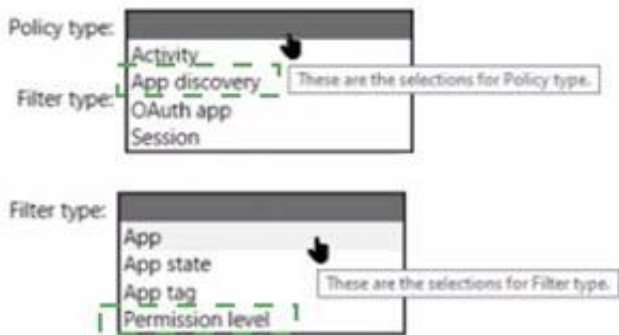 Policy type:
Activity
App discovery
These are the selections for Policy type.
Filter type:
OAuth app
Session
Filter type:
App
App state
These are the selections for Filter type.
App tag
Permission level